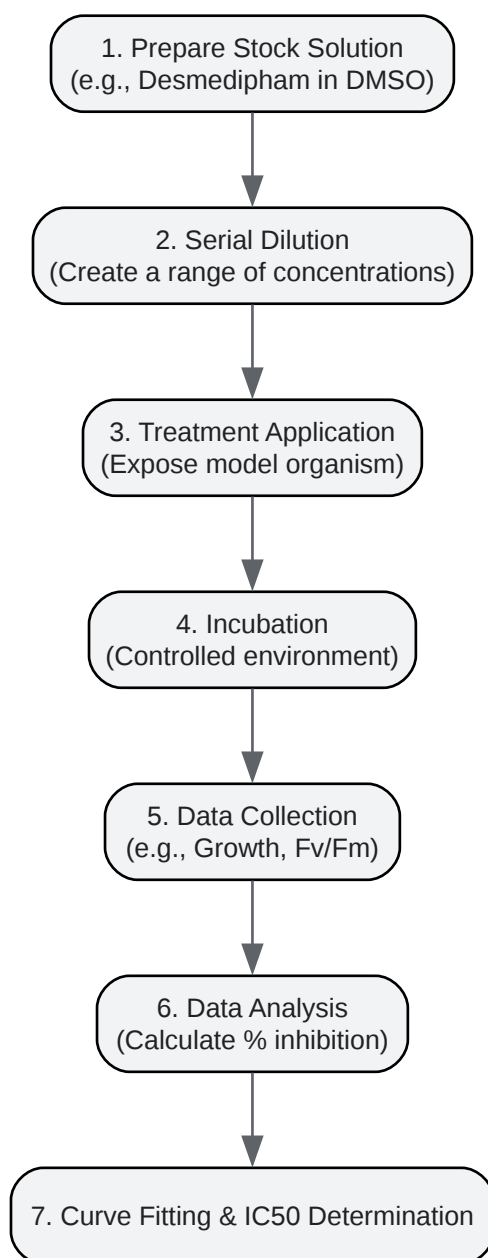 1. Prepare Stock Solution
(e.g., Desmedipham in DMSO)
2. Serial Dilution
(Create a range of concentrations)
3. Treatment Application
(Expose model organism)
4. Incubation
(Controlled environment)
5. Data Collection
(e.g., Growth, Fv/Fm)
6. Data Analysis
(Calculate % inhibition)
7. Curve Fitting & IC50 Determination